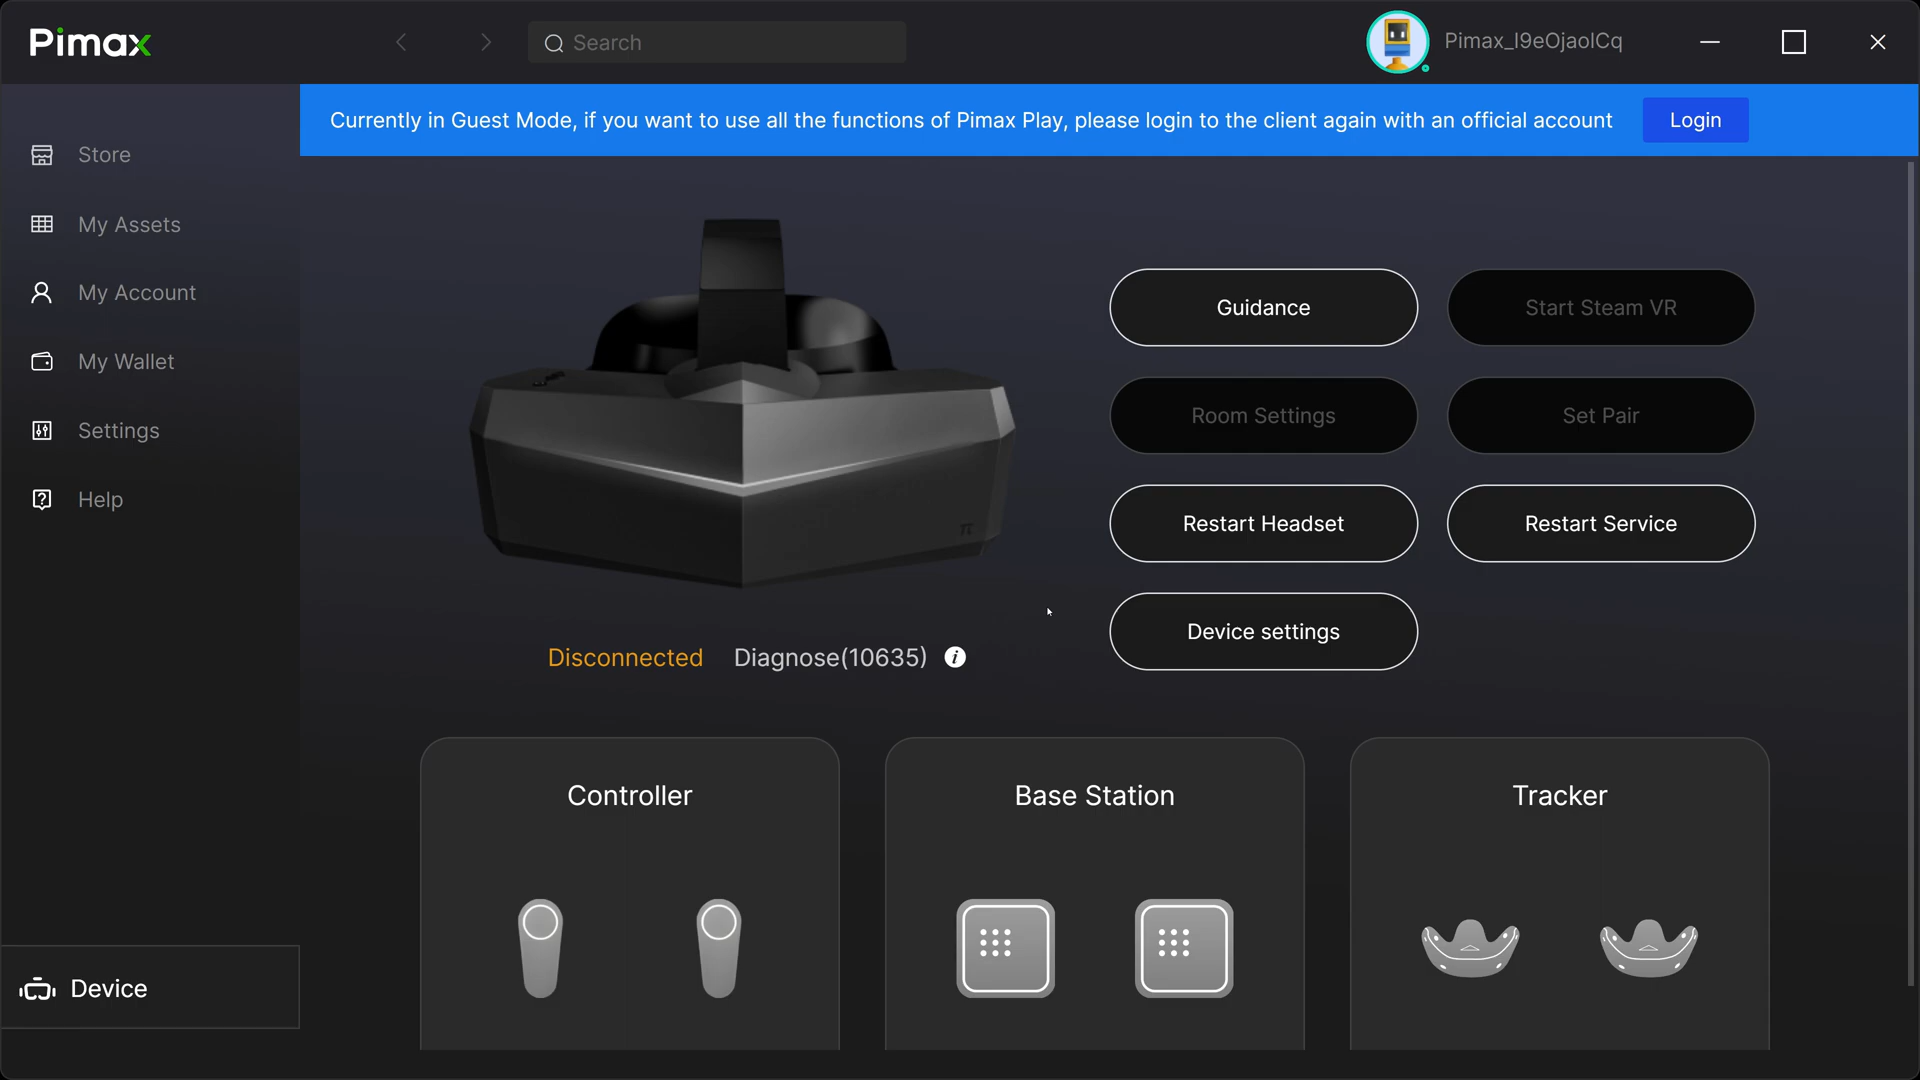 Pimax
Search
Pimax_I9eOjaolCq
Currently in Guest Mode, if you want to use all the functions of Pimax Play, please login to the client again with an official account
Login
Store
My Assets
My Account
My Wallet
Settings
Help
Device
Guidance
Start Steam VR
Room Settings
Set Pair
Restart Headset
Restart Service
Device settings
Disconnected
Diagnose(10635)
Controller
Base Station
Tracker